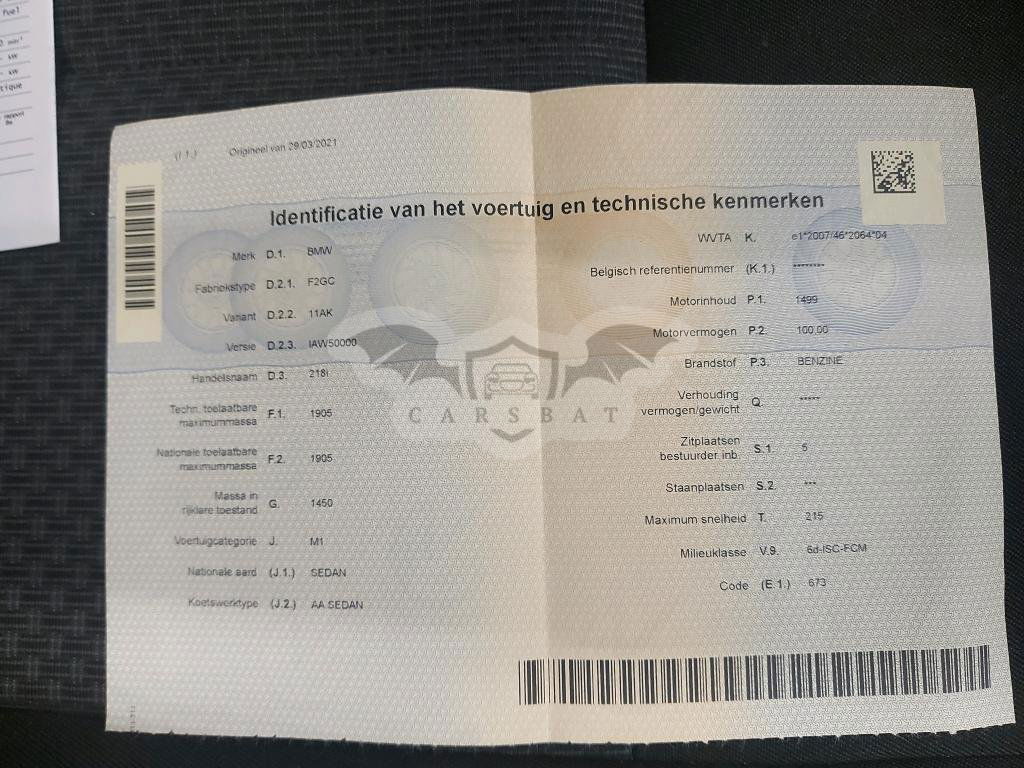 fuel
kW
kW
tique
rapport
(I 1.) Origineel van 29/03/2021
Identificatie van het voertuig en technische kenmerken
Merk D.1. BMW
Fabriekstype D.2.1. F2GC
Variant D.2.2. 11AK
Versie D.2.3. IAW50000
Handelsnaam D.3. 218i
Techn. toelaatbare
maximummassa F.1. 1905
Nationale toelaatbare
maximummassa F.2. 1905
Massa in
rijklare toestand G. 1450
Voertuigcategorie J. M1
Nationale aard (J.1.) SEDAN
Koetswerktype (J.2.) AA SEDAN
WVTA K. e1*2007/46*2064*04
Belgisch referentienummer (K.1.) ********
Motorinhoud P.1. 1499
Motorvermogen P.2. 100.00
Brandstof P.3. BENZINE
Verhouding
vermogen/gewicht Q. *****
Zitplaatsen
bestuurder inb. S.1. 5
Staanplaatsen S.2. ***
Maximum snelheid T. 215
Milieuklasse V.9. 6d-ISC-FCM
Code (E.1.) 673
CARSBAT